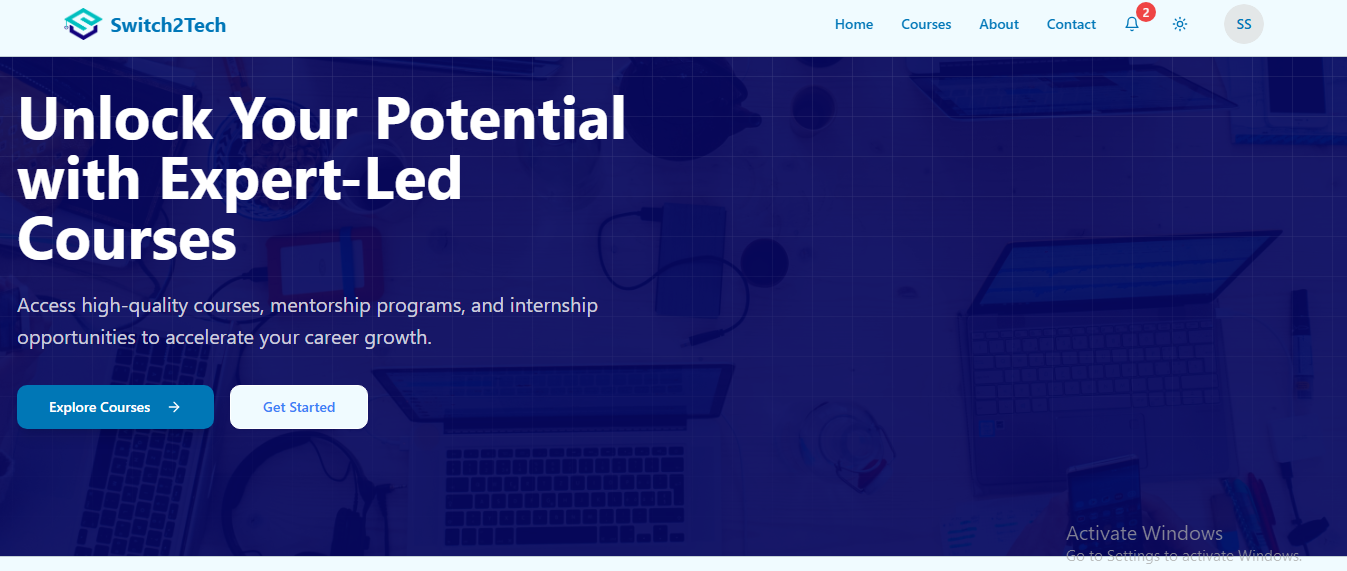 Switch2Tech
Home Courses About Contact 2 SS
Unlock Your Potential
with Expert-Led
Courses
Access high-quality courses, mentorship programs, and internship
opportunities to accelerate your career growth.
Explore Courses → Get Started
Activate Windows
Go to Settings to activate Windows.